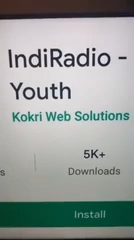 IndiRadio -
Youth
Kokri Web Solutions
s
5K+
Downloads
Install